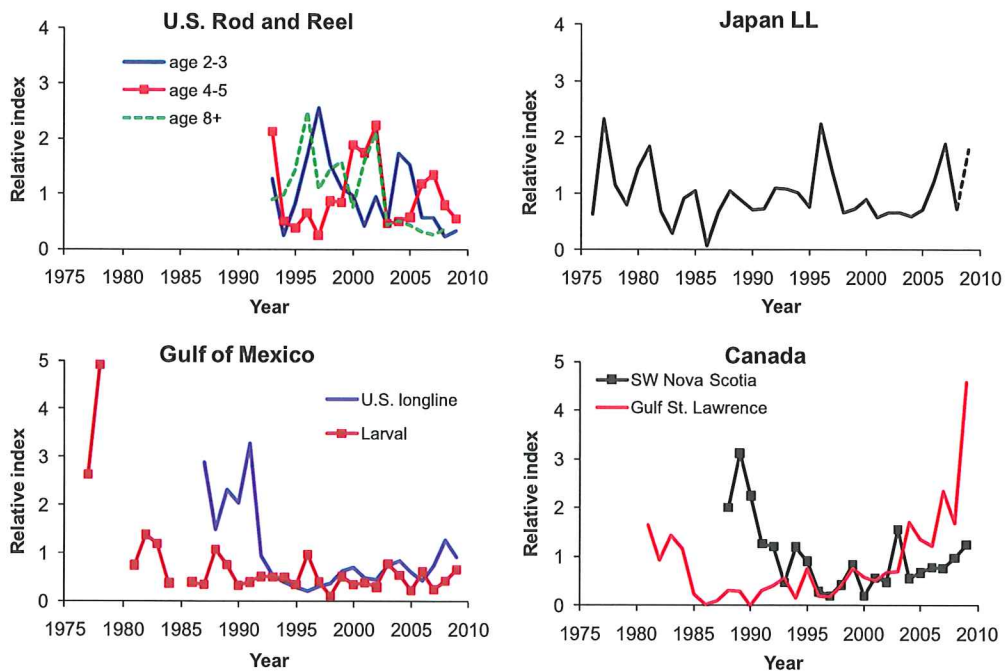 U.S. Rod and Reel
age 2-3
age 4-5
age 8+
Relative index
4
3
2
1
0
1975 1980 1985 1990 1995 2000 2005 2010
Year
Japan LL
Relative index
4
3
2
1
0
1975 1980 1985 1990 1995 2000 2005 2010
Year
Gulf of Mexico
U.S. longline
Larval
Relative index
5
4
3
2
1
0
1975 1980 1985 1990 1995 2000 2005 2010
Year
Canada
SW Nova Scotia
Gulf St. Lawrence
Relative index
5
4
3
2
1
0
1975 1980 1985 1990 1995 2000 2005 2010
Year